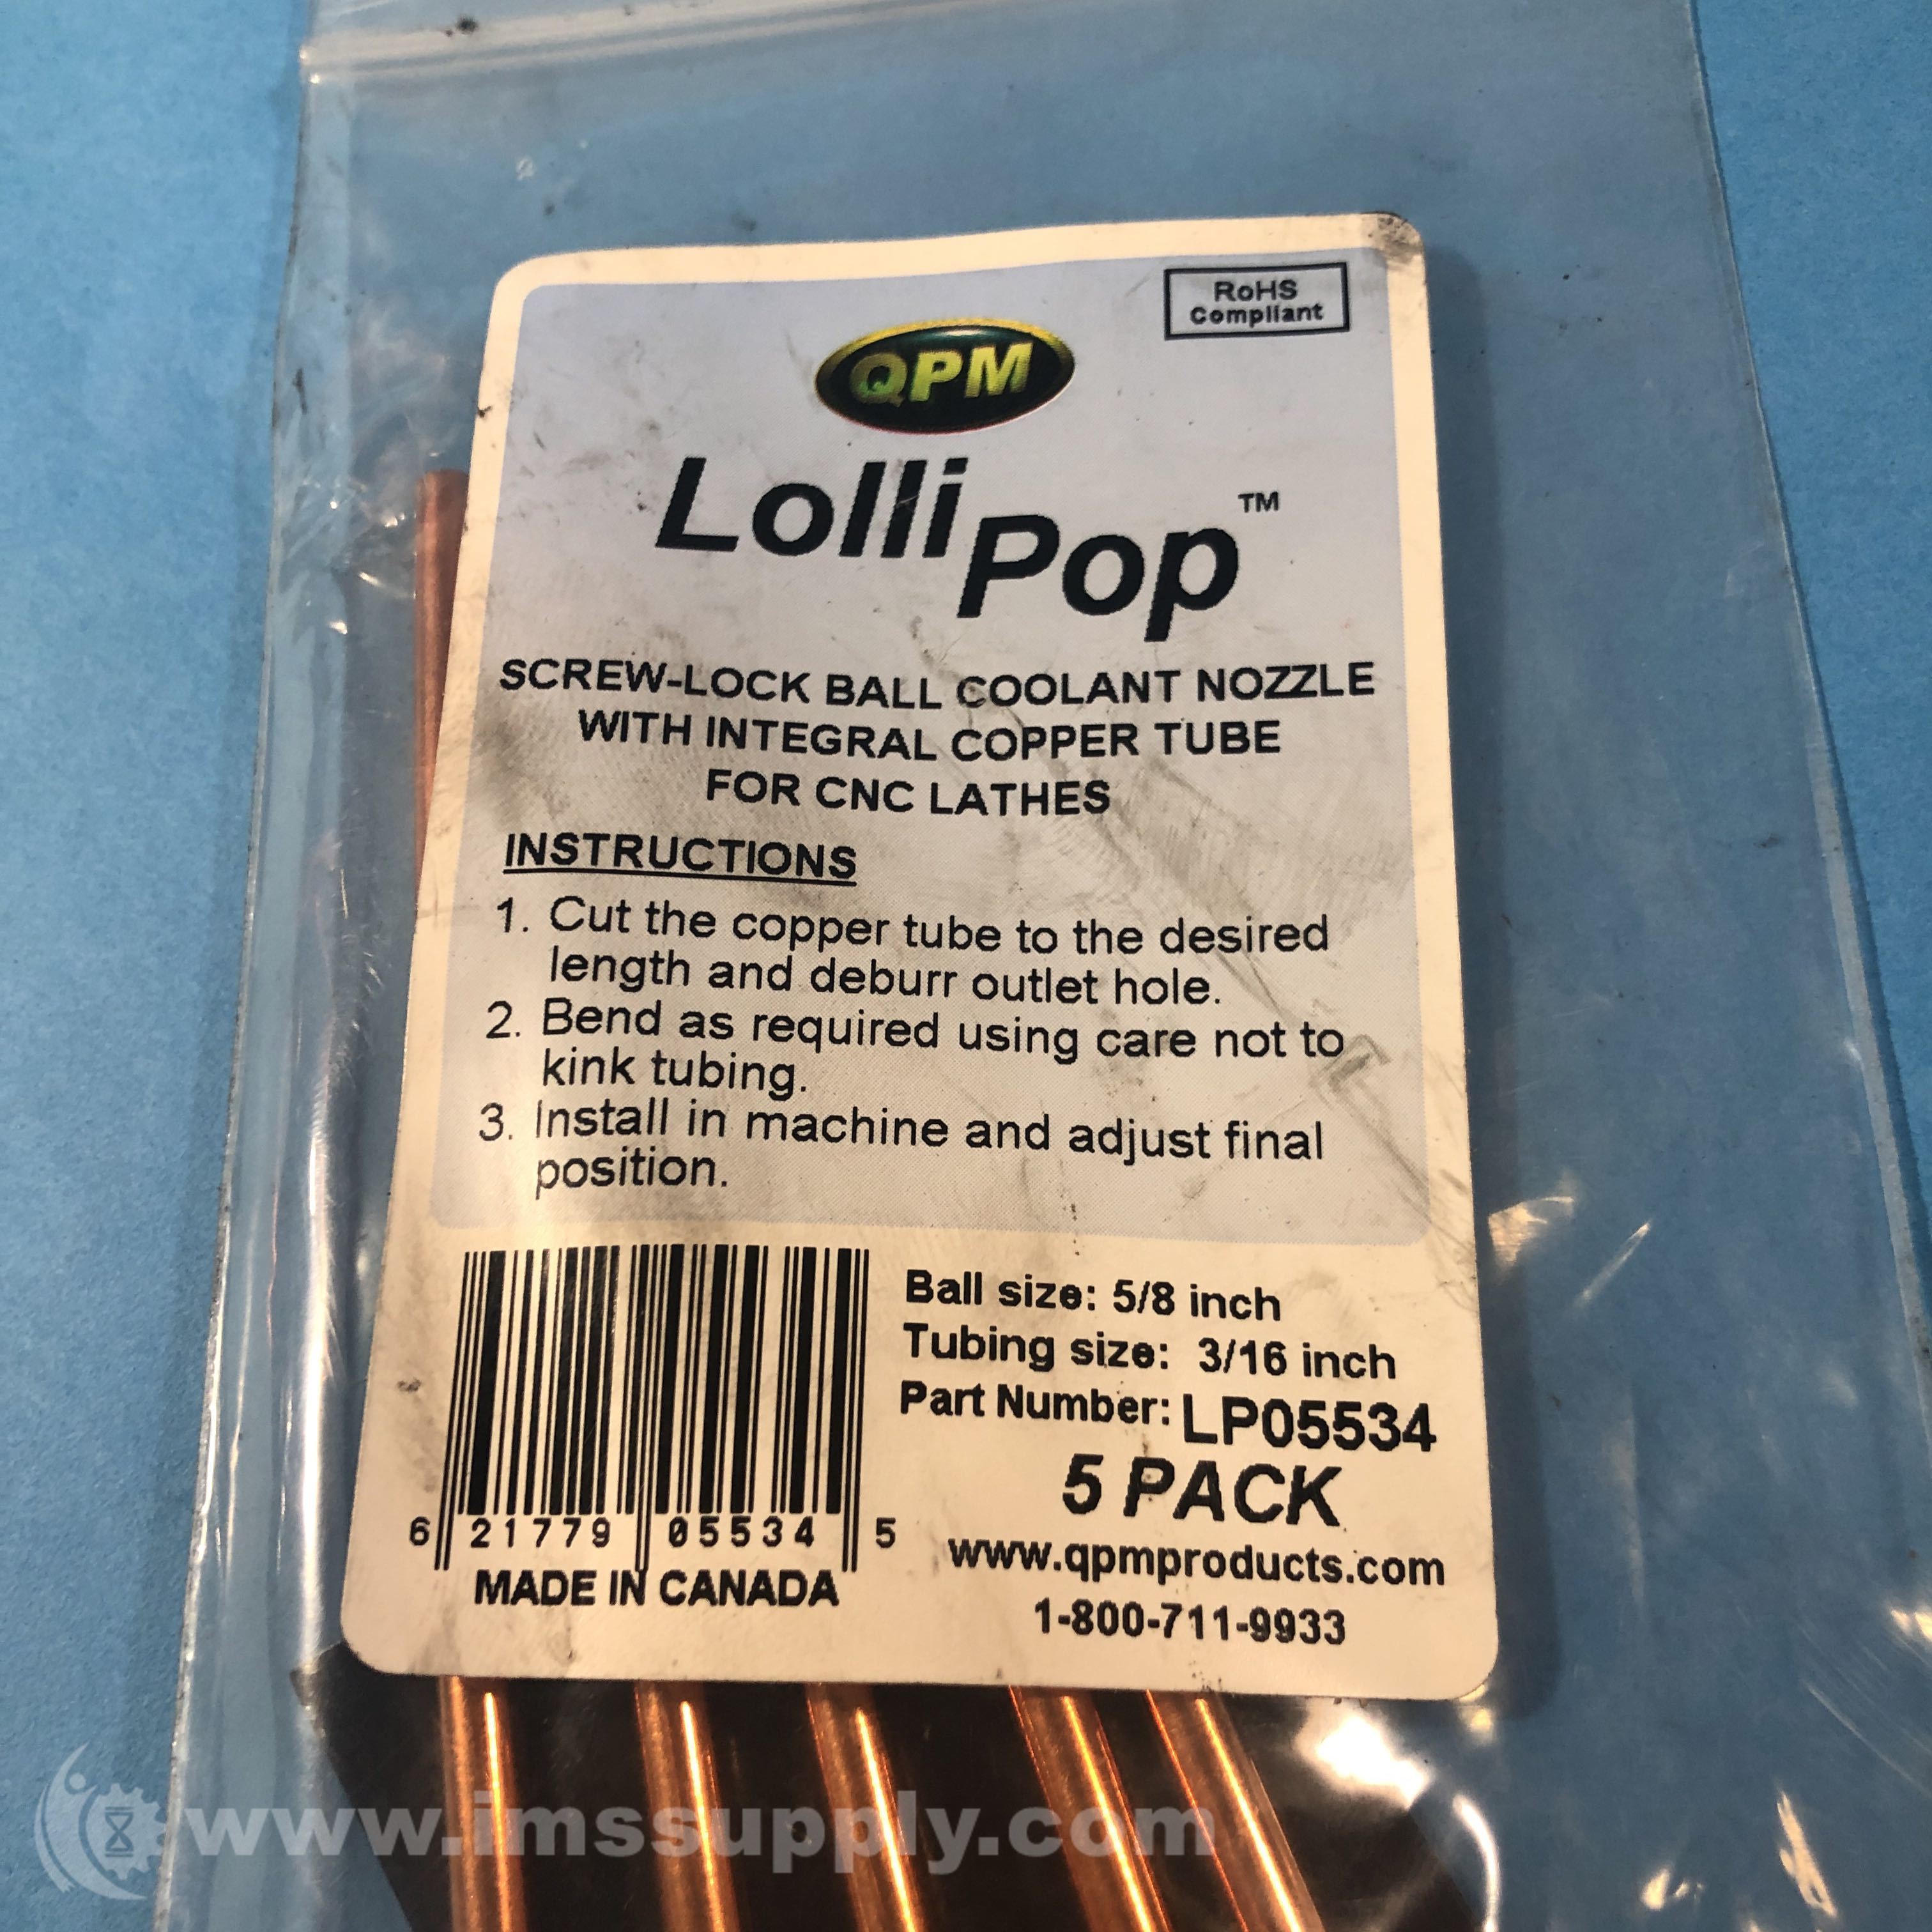 RoHS
Compliant
QPM
LolliPop™
SCREW-LOCK BALL COOLANT NOZZLE
WITH INTEGRAL COPPER TUBE
FOR CNC LATHES
INSTRUCTIONS
1. Cut the copper tube to the desired
length and deburr outlet hole.
2. Bend as required using care not to
kink tubing.
3. Install in machine and adjust final
position.
Ball size: 5/8 inch
Tubing size: 3/16 inch
Part Number: LP05534
5 PACK
www.qpmproducts.com
1-800-711-9933
6 21779 05534 5
MADE IN CANADA
www.imssupply.com